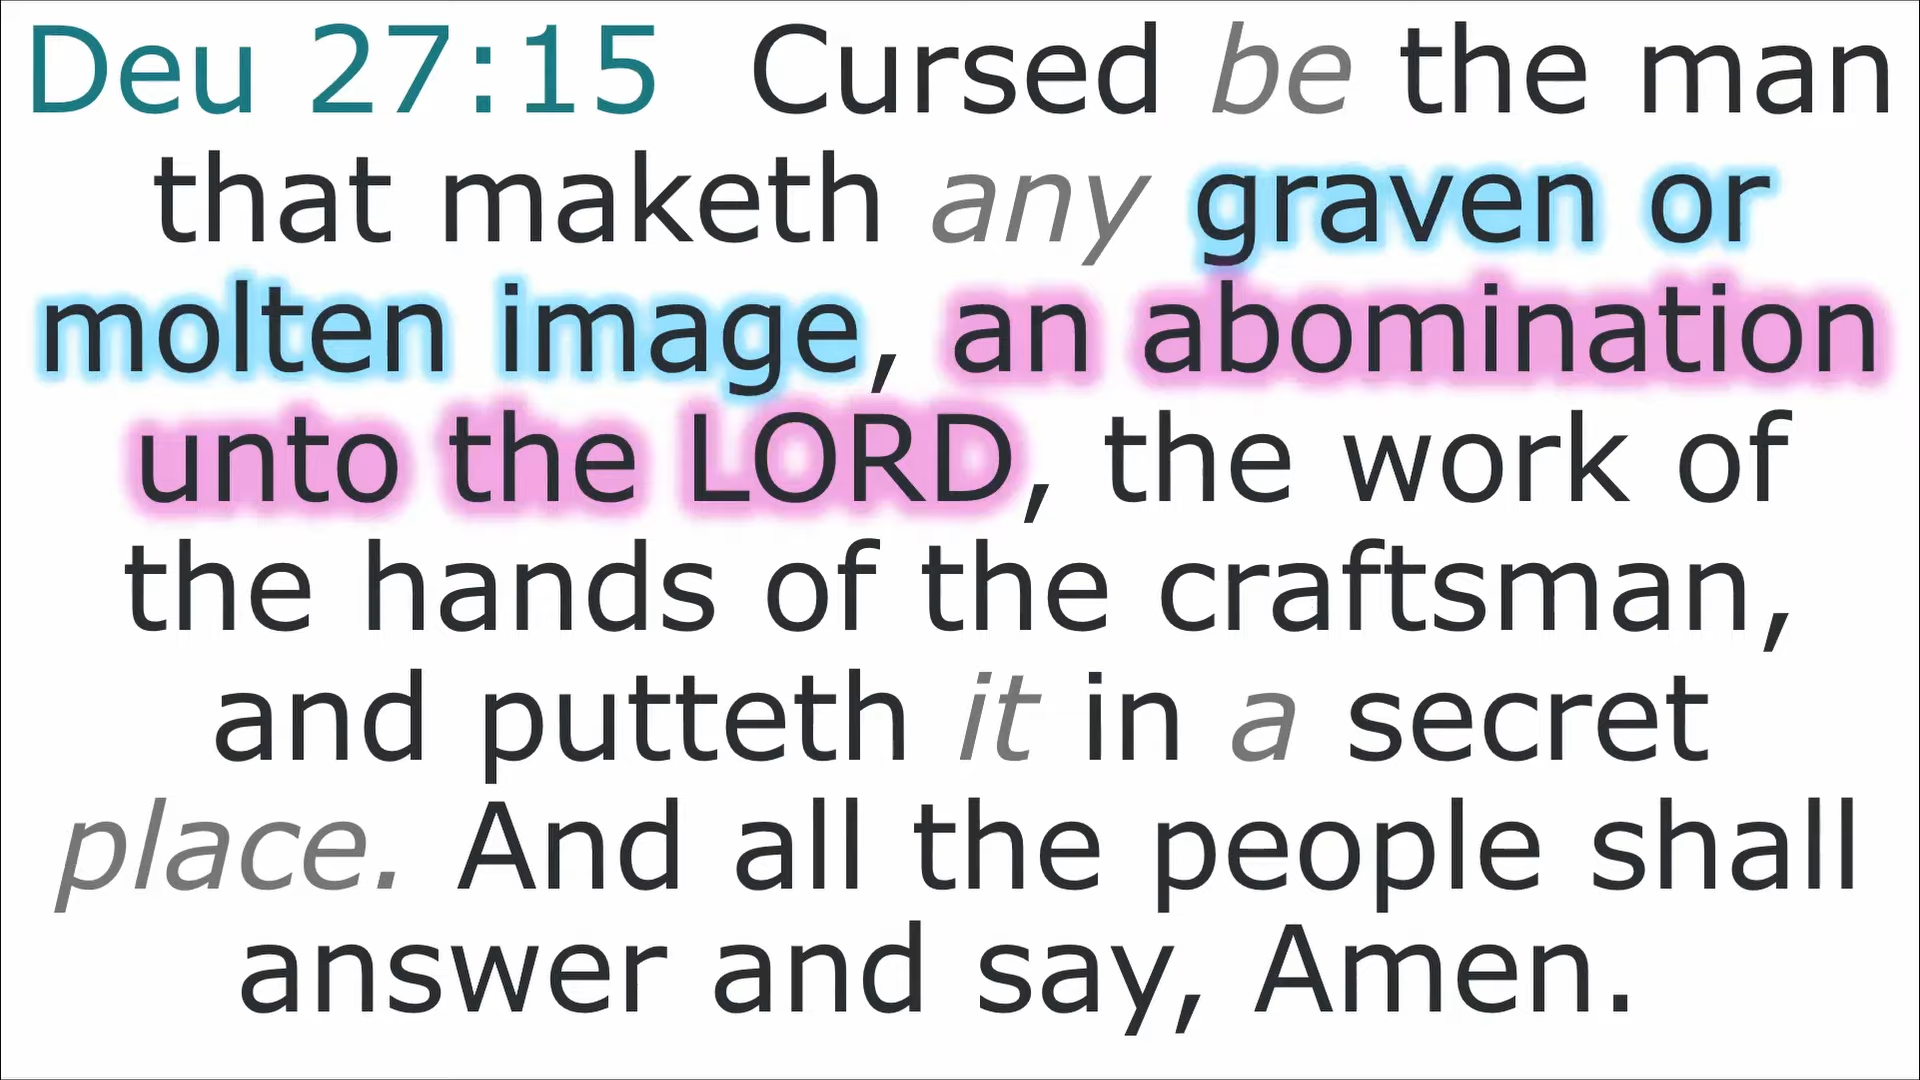 Deu 27:15 Cursed be the man
that maketh any graven or
molten image, an abomination
unto the LORD, the work of
the hands of the craftsman,
and putteth it in a secret
place. And all the people shall
answer and say, Amen.